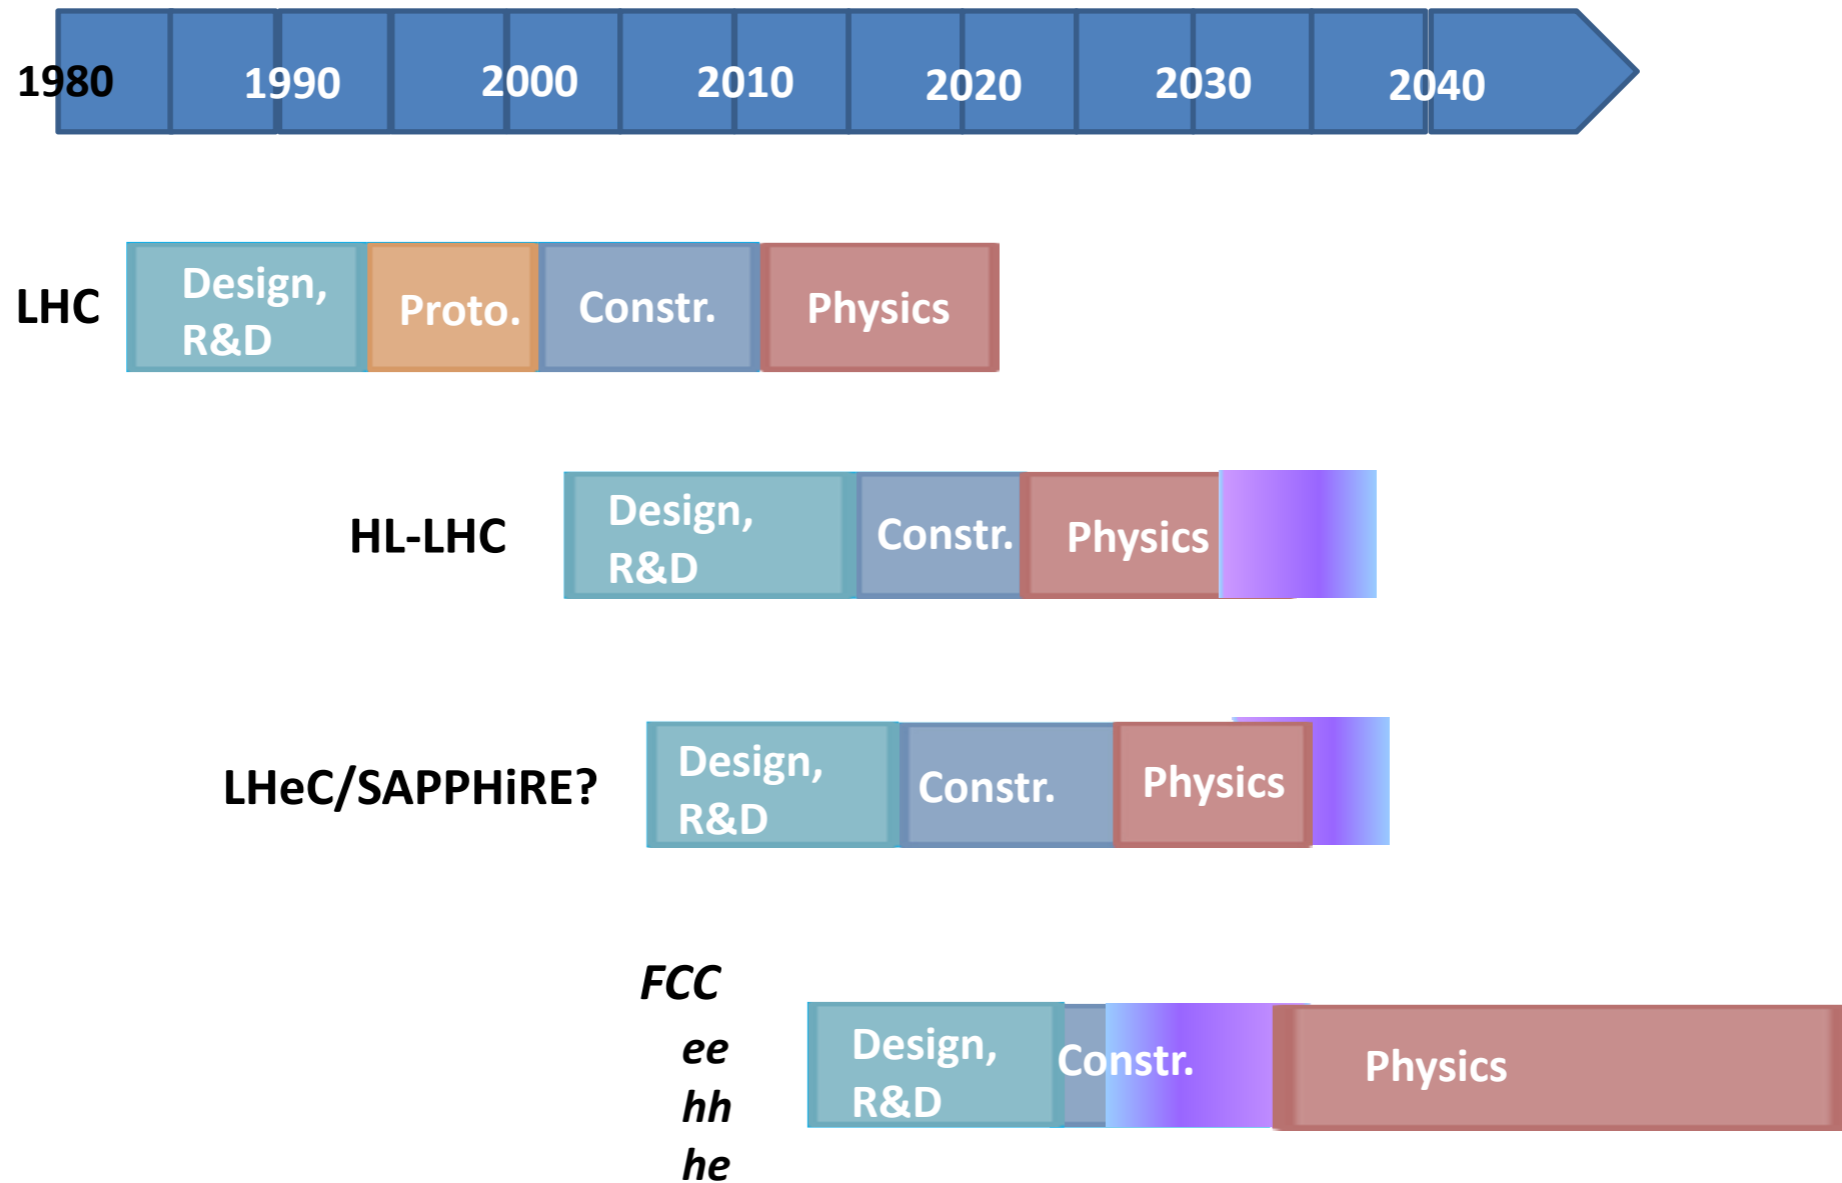 1980 1990 2000 2010 2020 2030 2040
LHC
Design,
R&D
Proto.
Constr.
Physics
HL-LHC
Design,
R&D
Constr.
Physics
LHeC/SAPPHiRE?
Design,
R&D
Constr.
Physics
FCC
ee
hh
he
Design,
R&D
Constr.
Physics